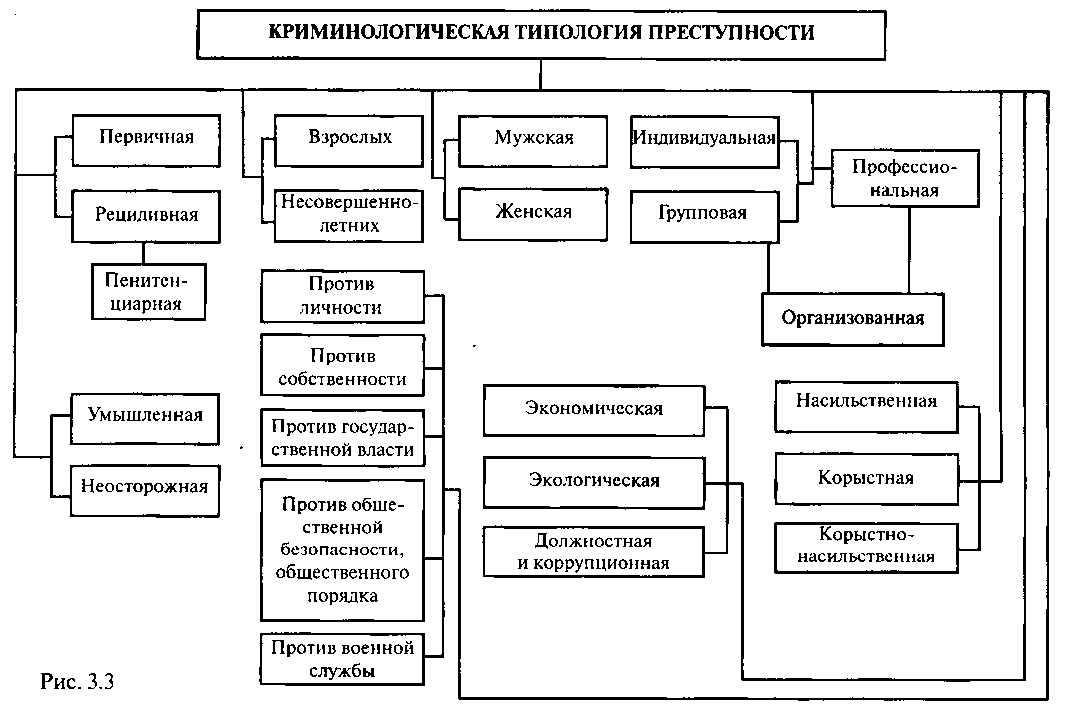 КРИМИНОЛОГИЧЕСКАЯ ТИПОЛОГИЯ ПРЕСТУПНОСТИ
Первичная
Рецидивная
Пенитен-
циарная
Взрослых
Несовершенно-
летних
Мужская
Женская
Индивидуальная
Групповая
Профессио-
нальная
Организованная
Умышленная
Неосторожная
Против
личности
Против
собственности
Против государ-
ственной власти
Против обще-
ственной
безопасности,
общественного
порядка
Против военной
службы
Экономическая
Экологическая
Должностная
и коррупционная
Насильственная
Корыстная
Корыстно-
насильственная
Рис. 3.3